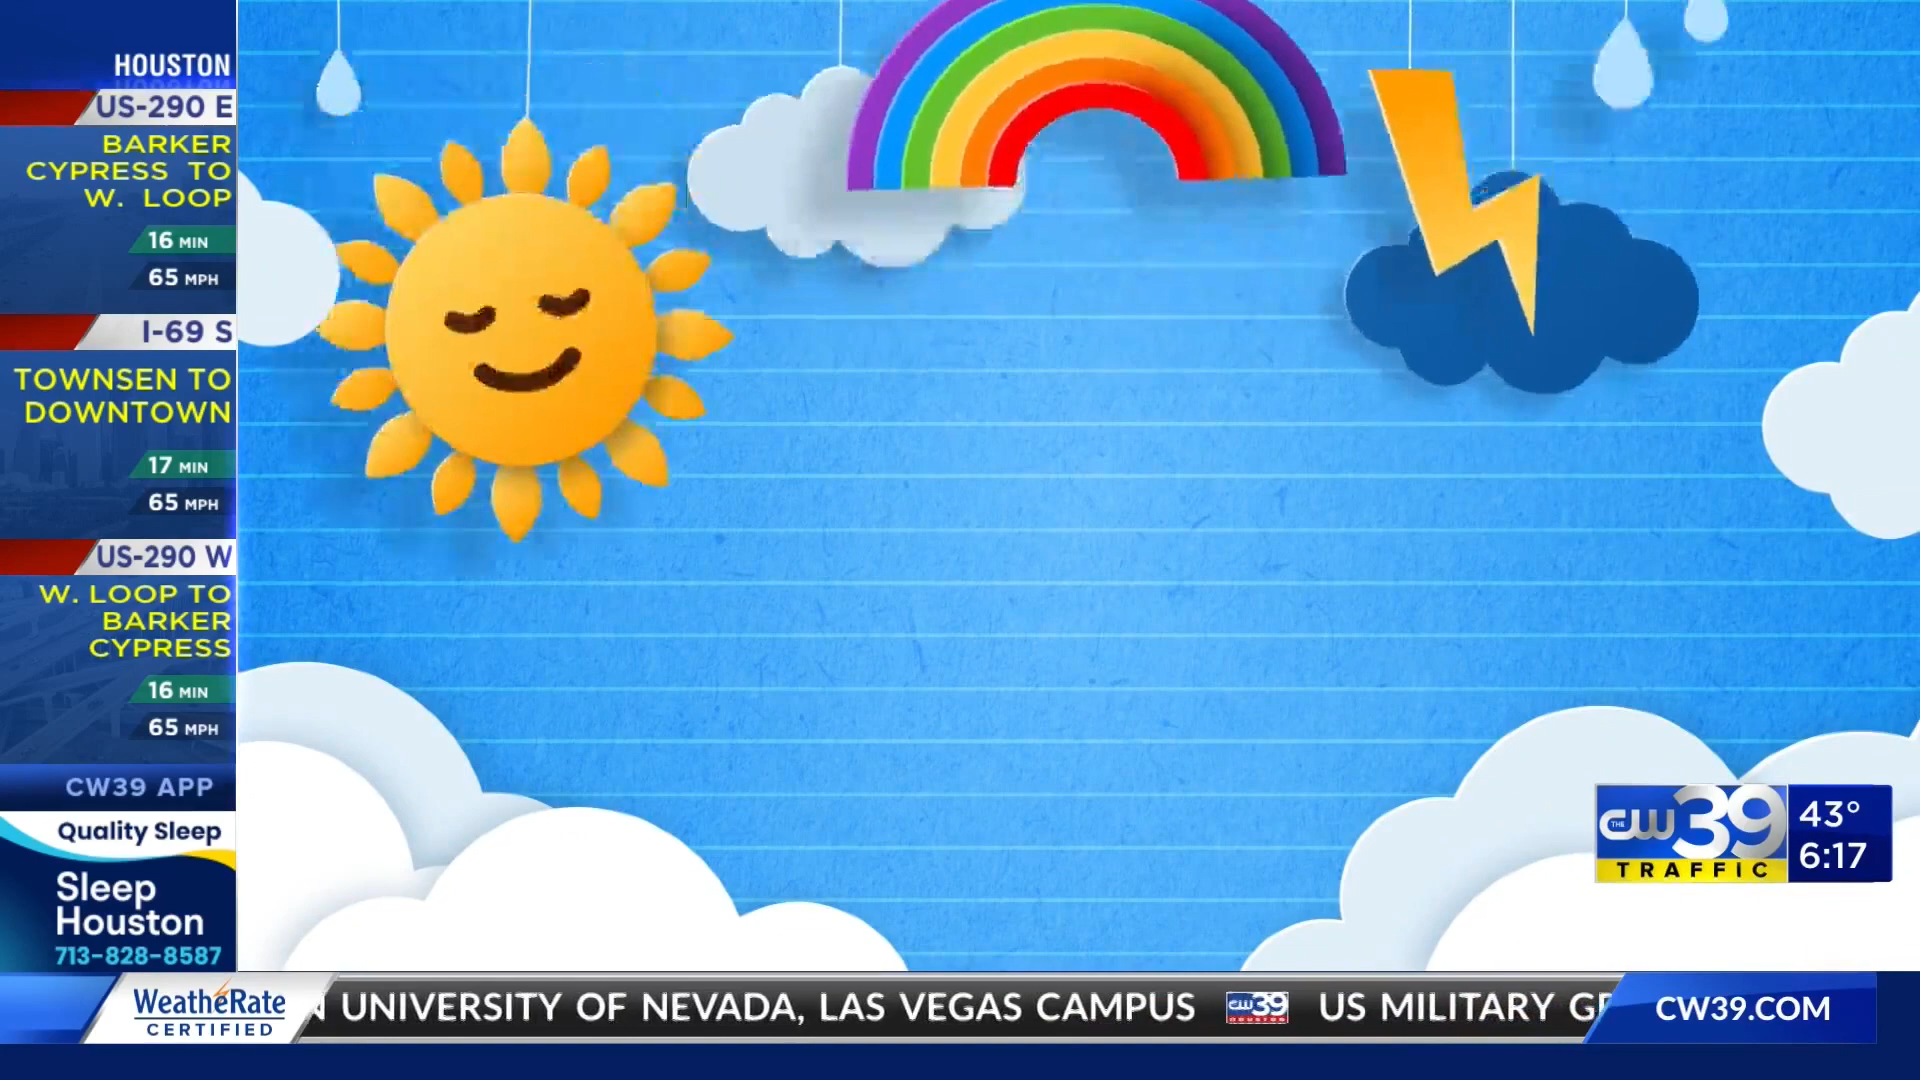 HOUSTON
US-290 E
BARKER
CYPRESS TO
W. LOOP
16 MIN
65 MPH
I-69 S
TOWNSEN TO
DOWNTOWN
17 MIN
65 MPH
US-290 W
W. LOOP TO
BARKER
CYPRESS
16 MIN
65 MPH
CW39 APP
Quality Sleep
Sleep
Houston
713-828-8587
THE CW39
TRAFFIC
43°
6:17
WeatheRate
CERTIFIED
UNIVERSITY OF NEVADA, LAS VEGAS CAMPUS CW39 HOUSTON US MILITARY
CW39.COM